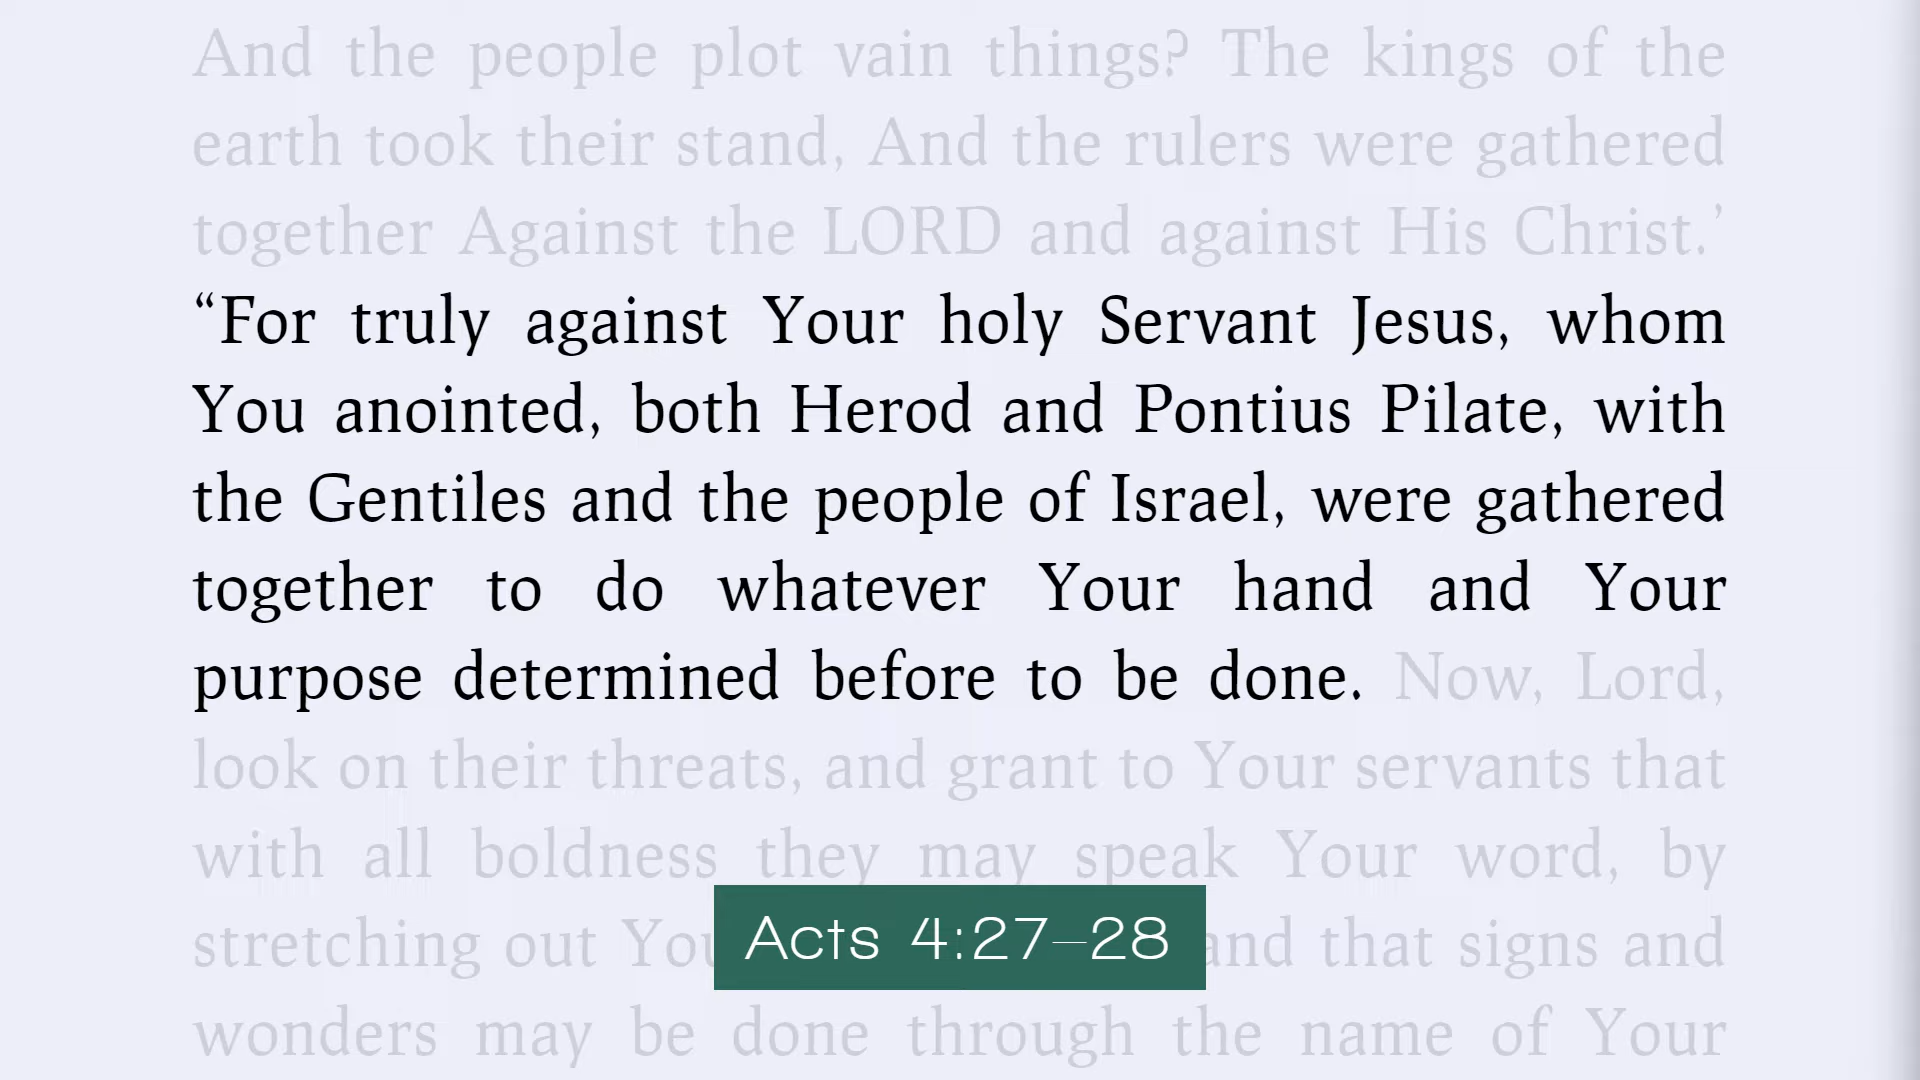 And the people plot vain things? The kings of the
earth took their stand, And the rulers were gathered
together Against the LORD and against His Christ.’
“For truly against Your holy Servant Jesus, whom
You anointed, both Herod and Pontius Pilate, with
the Gentiles and the people of Israel, were gathered
together to do whatever Your hand and Your
purpose determined before to be done. Now, Lord,
look on their threats, and grant to Your servants that
with all boldness they may speak Your word, by
stretching out and that signs and
Acts 4:27–28
wonders may be done through the name of Your